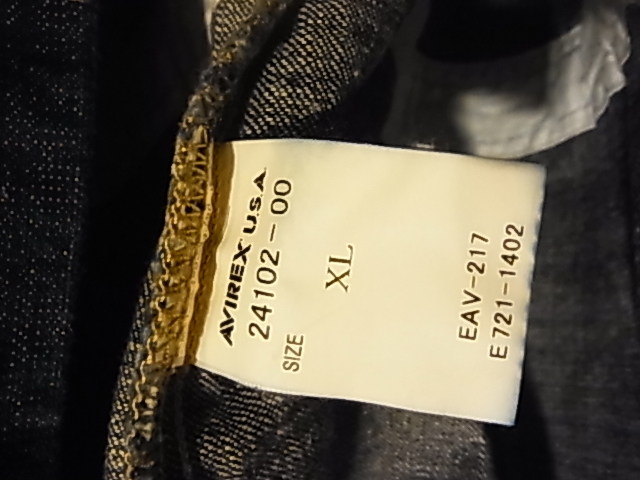 AVIREX U.S.A
24102-00
SIZE
XL
EAV-217
E721-1402